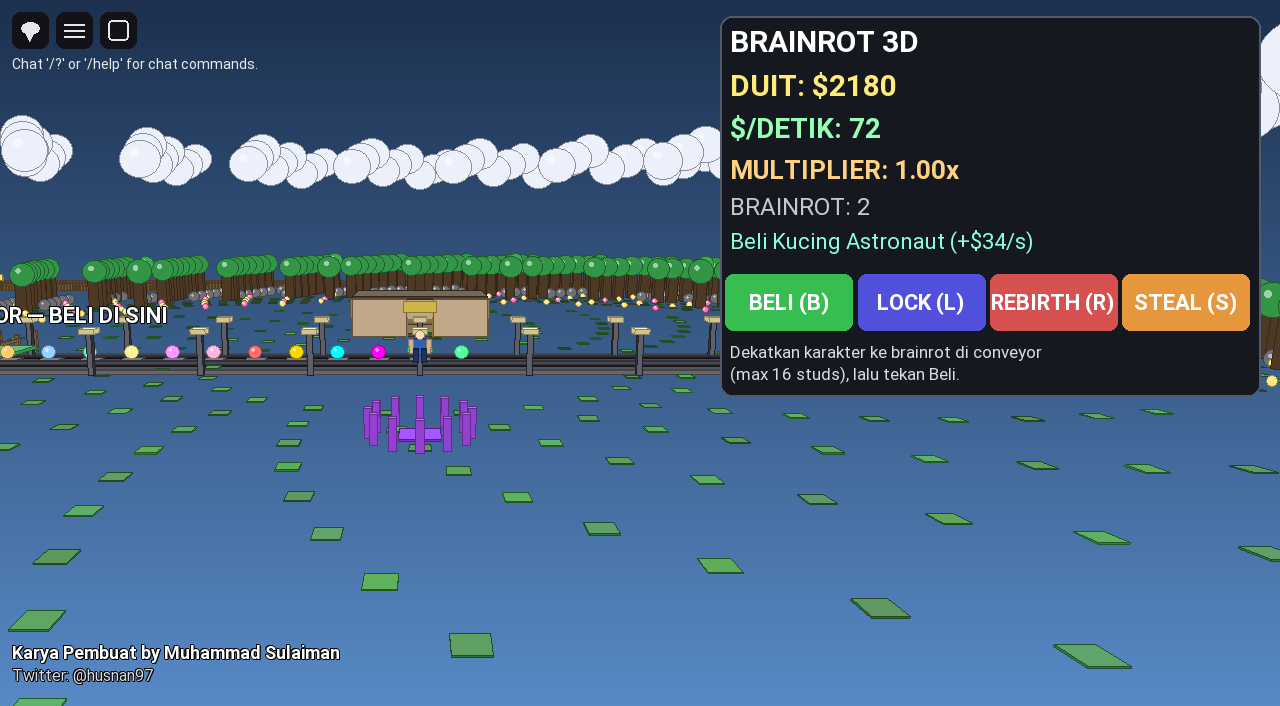 Chat '/?' or '/help' for chat commands.
BRAINROT 3D
DUIT: $2180
$/DETIK: 72
MULTIPLIER: 1.00x
BRAINROT: 2
Beli Kucing Astronaut (+$34/s)
BELI (B)
LOCK (L)
REBIRTH (R)
STEAL (S)
Dekatkan karakter ke brainrot di conveyor
(max 16 studs), lalu tekan Beli.
OR — BELI DI SINI
Karya Pembuat by Muhammad Sulaiman
Twitter: @husnan97